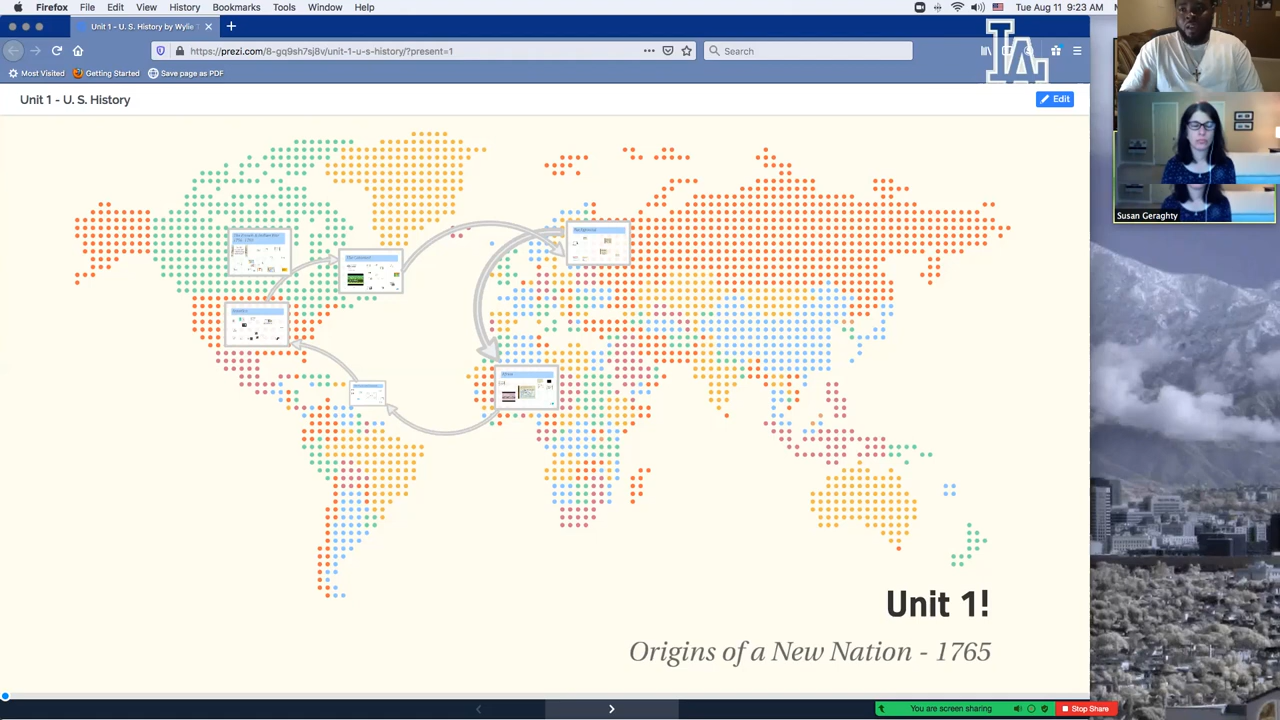 Firefox File Edit View History Bookmarks Tools Window Help
Tue Aug 11 9:23 AM
Unit 1 - U. S. History by Wylie
https://prezi.com/8-gq9sh7sj8v/unit-1-u-s-history/?present=1
Search
LA
Most Visited Getting Started Save page as PDF
Unit 1 - U. S. History
Edit
Susan Geraghty
Unit 1!
Origins of a New Nation - 1765
You are screen sharing
Stop Share